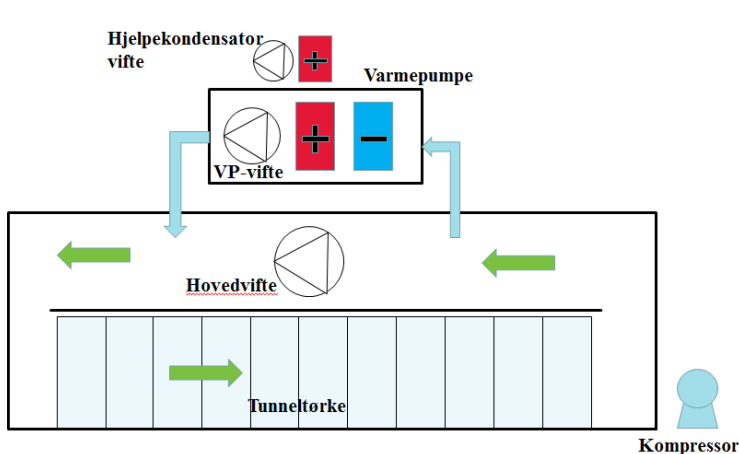 Hjelpekondensator
vifte
Varmepumpe
VP-vifte
Hovedvifte
Tunneltørke
Kompressor